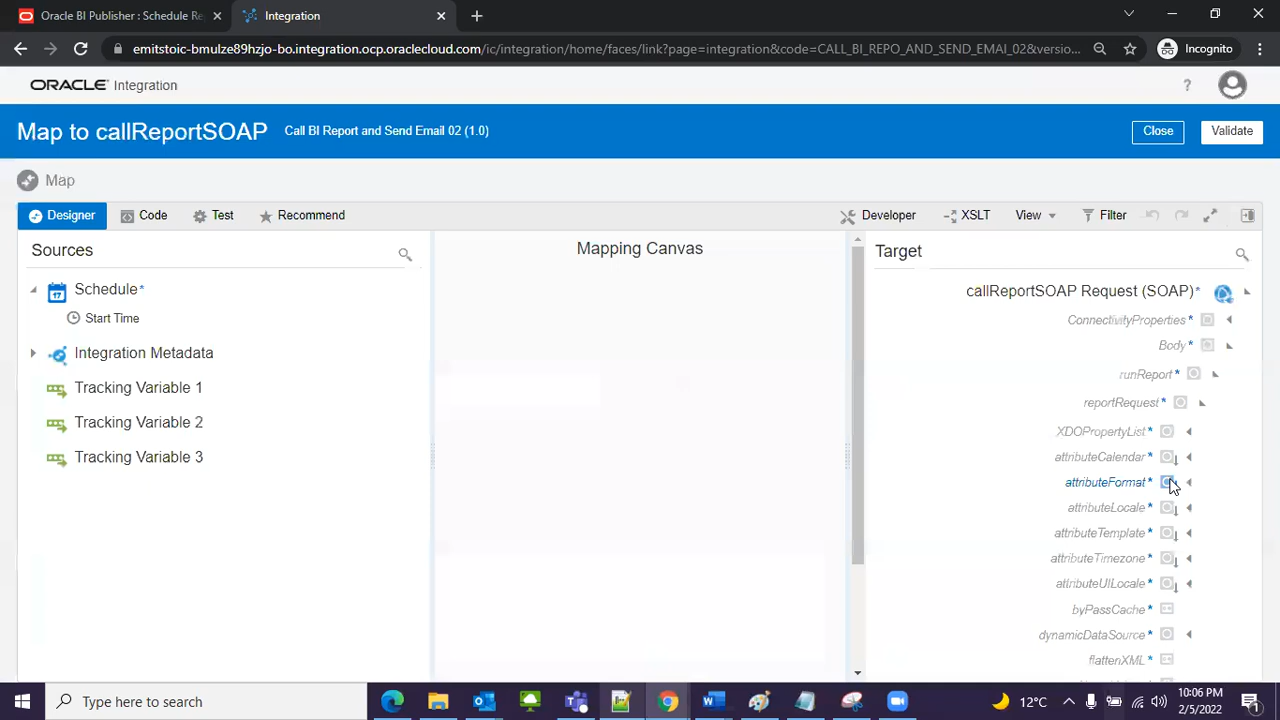 Oracle BI Publisher : Schedule Re
Integration
emitstoic-bmulze89hzjo-bo.integration.ocp.oraclecloud.com/ic/integration/home/faces/link?page=integration&code=CALL_BI_REPO_AND_SEND_EMAI_02&versio...
Incognito
ORACLE Integration
?
Map to callReportSOAP
Call BI Report and Send Email 02 (1.0)
Close
Validate
Map
Designer
Code
Test
Recommend
Developer
XSLT
View
Filter
Sources
Mapping Canvas
Target
Schedule*
17
Start Time
Integration Metadata
Tracking Variable 1
Tracking Variable 2
Tracking Variable 3
callReportSOAP Request (SOAP)*
ConnectivityProperties *
Body *
runReport *
reportRequest *
XDOPropertyList *
attributeCalendar *
attributeFormat *
attributeLocale *
attributeTemplate *
attributeTimezone *
attributeUILocale *
byPassCache *
dynamicDataSource *
flattenXML *
Type here to search
12°C
10:06 PM
2/5/2022
1